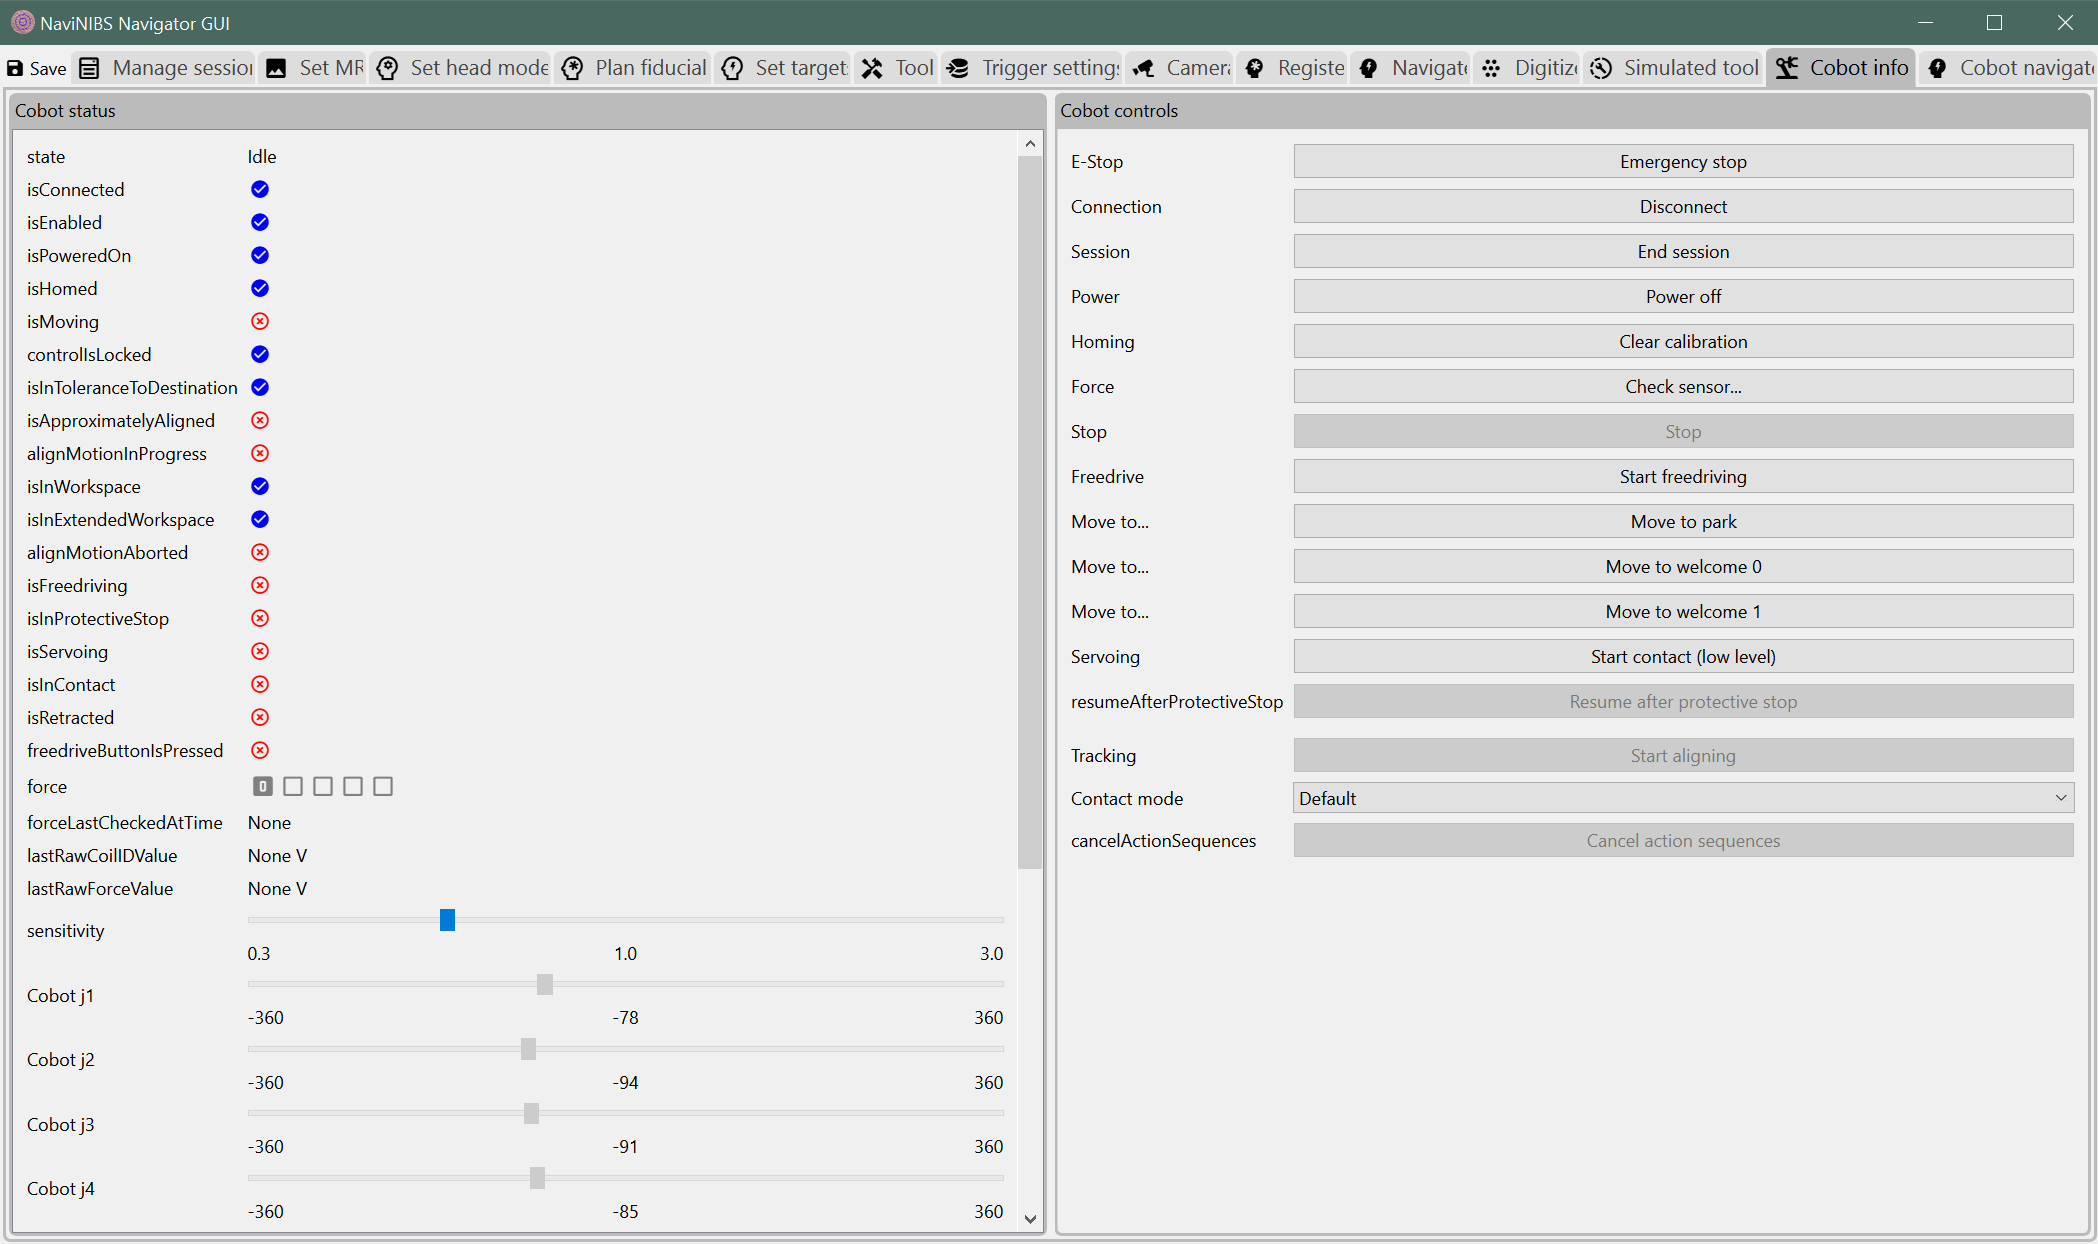 NaviNIBS Navigator GUI
Save Manage session Set MR Set head mode Plan fiducial Set target Tool Trigger settings Camera Registe Navigate Digitize Simulated tool Cobot info Cobot navigate
Cobot status
state Idle
isConnected
isEnabled
isPoweredOn
isHomed
isMoving
controlIsLocked
isInToleranceToDestination
isApproximatelyAligned
alignMotionInProgress
isInWorkspace
isInExtendedWorkspace
alignMotionAborted
isFreedriving
isInProtectiveStop
isServoing
isInContact
isRetracted
freedriveButtonIsPressed
force 0
forceLastCheckedAtTime None
lastRawCoilIDValue None V
lastRawForceValue None V
sensitivity
0.3 1.0 3.0
Cobot j1
-360 -78 360
Cobot j2
-360 -94 360
Cobot j3
-360 -91 360
Cobot j4
-360 -85 360
Cobot controls
E-Stop Emergency stop
Connection Disconnect
Session End session
Power Power off
Homing Clear calibration
Force Check sensor...
Stop Stop
Freedrive Start freedriving
Move to... Move to park
Move to... Move to welcome 0
Move to... Move to welcome 1
Servoing Start contact (low level)
resumeAfterProtectiveStop Resume after protective stop
Tracking Start aligning
Contact mode Default
cancelActionSequences Cancel action sequences